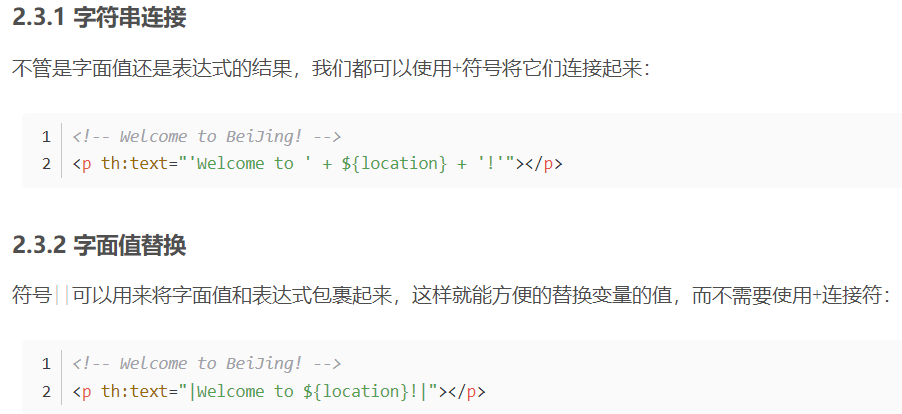 2.3.1 字符串连接
不管是字面值还是表达式的结果，我们都可以使用+符号将它们连接起来：
1 <!-- Welcome to BeiJing! -->
2 <p th:text="'Welcome to ' + ${location} + '!'"></p>
2.3.2 字面值替换
符号||可以用来将字面值和表达式包裹起来，这样就能方便的替换变量的值，而不需要使用+连接符：
1 <!-- Welcome to BeiJing! -->
2 <p th:text="|Welcome to ${location}!|"></p>